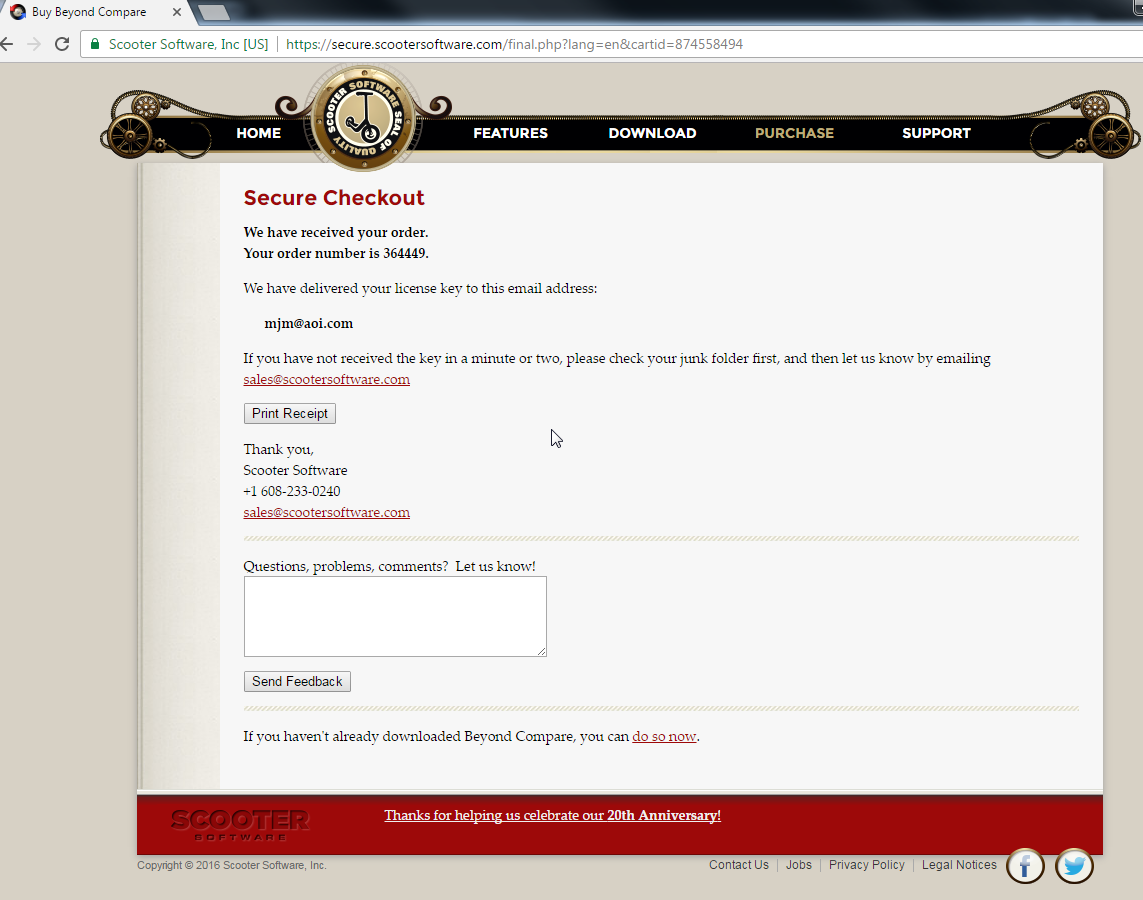 Buy Beyond Compare
Scooter Software, Inc [US] https://secure.scootersoftware.com/final.php?lang=en&cartid=874558494
SCOOTER SOFTWARE SEAL OF QUALITY
HOME FEATURES DOWNLOAD PURCHASE SUPPORT
Secure Checkout
We have received your order.
Your order number is 364449.
We have delivered your license key to this email address:
mjm@aoi.com
If you have not received the key in a minute or two, please check your junk folder first, and then let us know by emailing
sales@scootersoftware.com
Print Receipt
Thank you,
Scooter Software
+1 608-233-0240
sales@scootersoftware.com
Questions, problems, comments?  Let us know!
Send Feedback
If you haven't already downloaded Beyond Compare, you can do so now.
SCOOTER
SOFTWARE
Thanks for helping us celebrate our 20th Anniversary!
Copyright © 2016 Scooter Software, Inc.
Contact Us | Jobs | Privacy Policy | Legal Notices